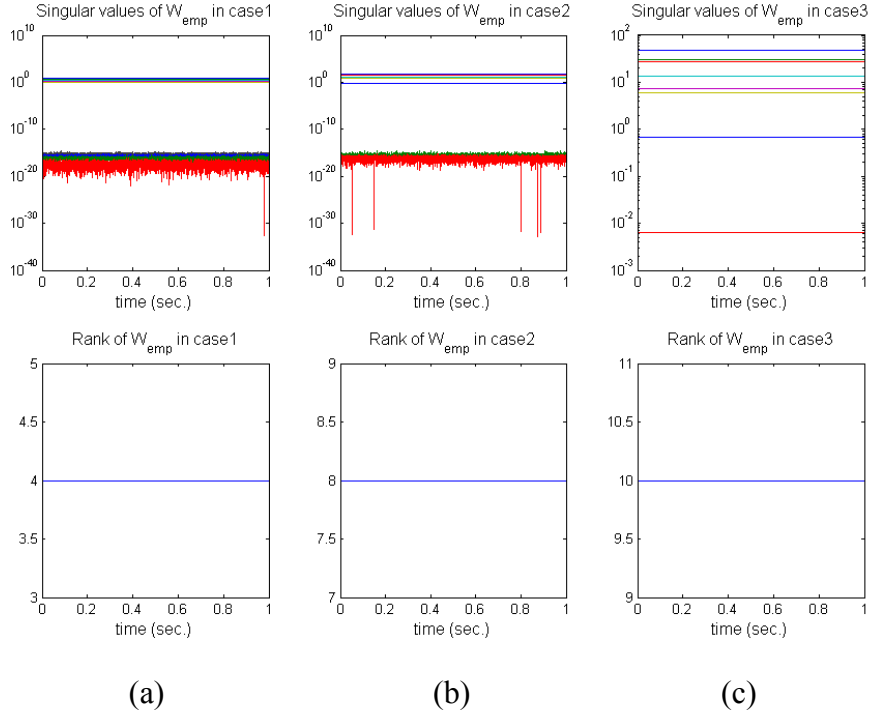 Singular values of W_emp in case1
10^10
10^0
10^-10
10^-20
10^-30
10^-40
0 0.2 0.4 0.6 0.8 1
time (sec.)
Singular values of W_emp in case2
10^10
10^0
10^-10
10^-20
10^-30
10^-40
0 0.2 0.4 0.6 0.8 1
time (sec.)
Singular values of W_emp in case3
10^2
10^1
10^0
10^-1
10^-2
10^-3
0 0.2 0.4 0.6 0.8 1
time (sec.)
Rank of W_emp in case1
5
4.5
4
3.5
3
0 0.2 0.4 0.6 0.8 1
time (sec.)
Rank of W_emp in case2
9
8.5
8
7.5
7
0 0.2 0.4 0.6 0.8 1
time (sec.)
Rank of W_emp in case3
11
10.5
10
9.5
9
0 0.2 0.4 0.6 0.8 1
time (sec.)
(a) (b) (c)